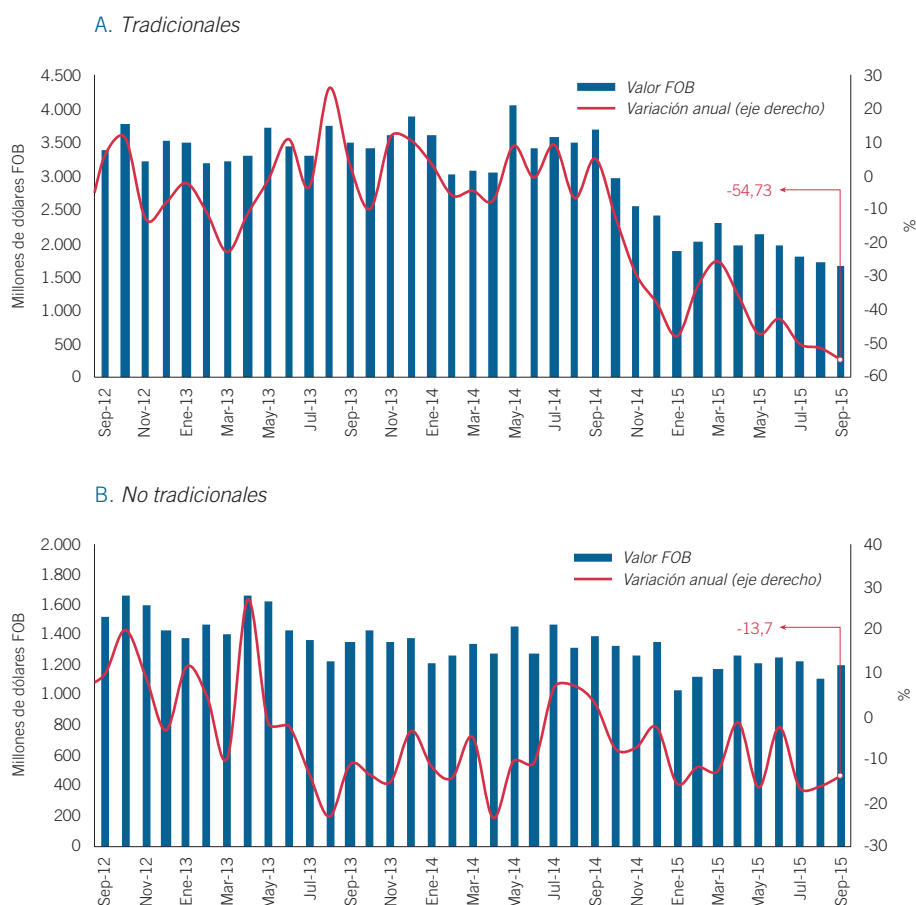 A. Tradicionales
Millones de dólares FOB
4.500
4.000
3.500
3.000
2.500
2.000
1.500
1.000
500
0
Valor FOB
Variación anual (eje derecho)
-54,73
30
20
10
0
-10
-20
-30
-40
-50
-60
%
Sep-12
Nov-12
Ene-13
Mar-13
May-13
Jul-13
Sep-13
Nov-13
Ene-14
Mar-14
May-14
Jul-14
Sep-14
Nov-14
Ene-15
Mar-15
May-15
Jul-15
Sep-15
B. No tradicionales
Millones de dólares FOB
2.000
1.800
1.600
1.400
1.200
1.000
800
600
400
200
0
Valor FOB
Variación anual (eje derecho)
-13,7
40
30
20
10
0
-10
-20
-30
%
Sep-12
Nov-12
Ene-13
Mar-13
May-13
Jul-13
Sep-13
Nov-13
Ene-14
Mar-14
May-14
Jul-14
Sep-14
Nov-14
Ene-15
Mar-15
May-15
Jul-15
Sep-15